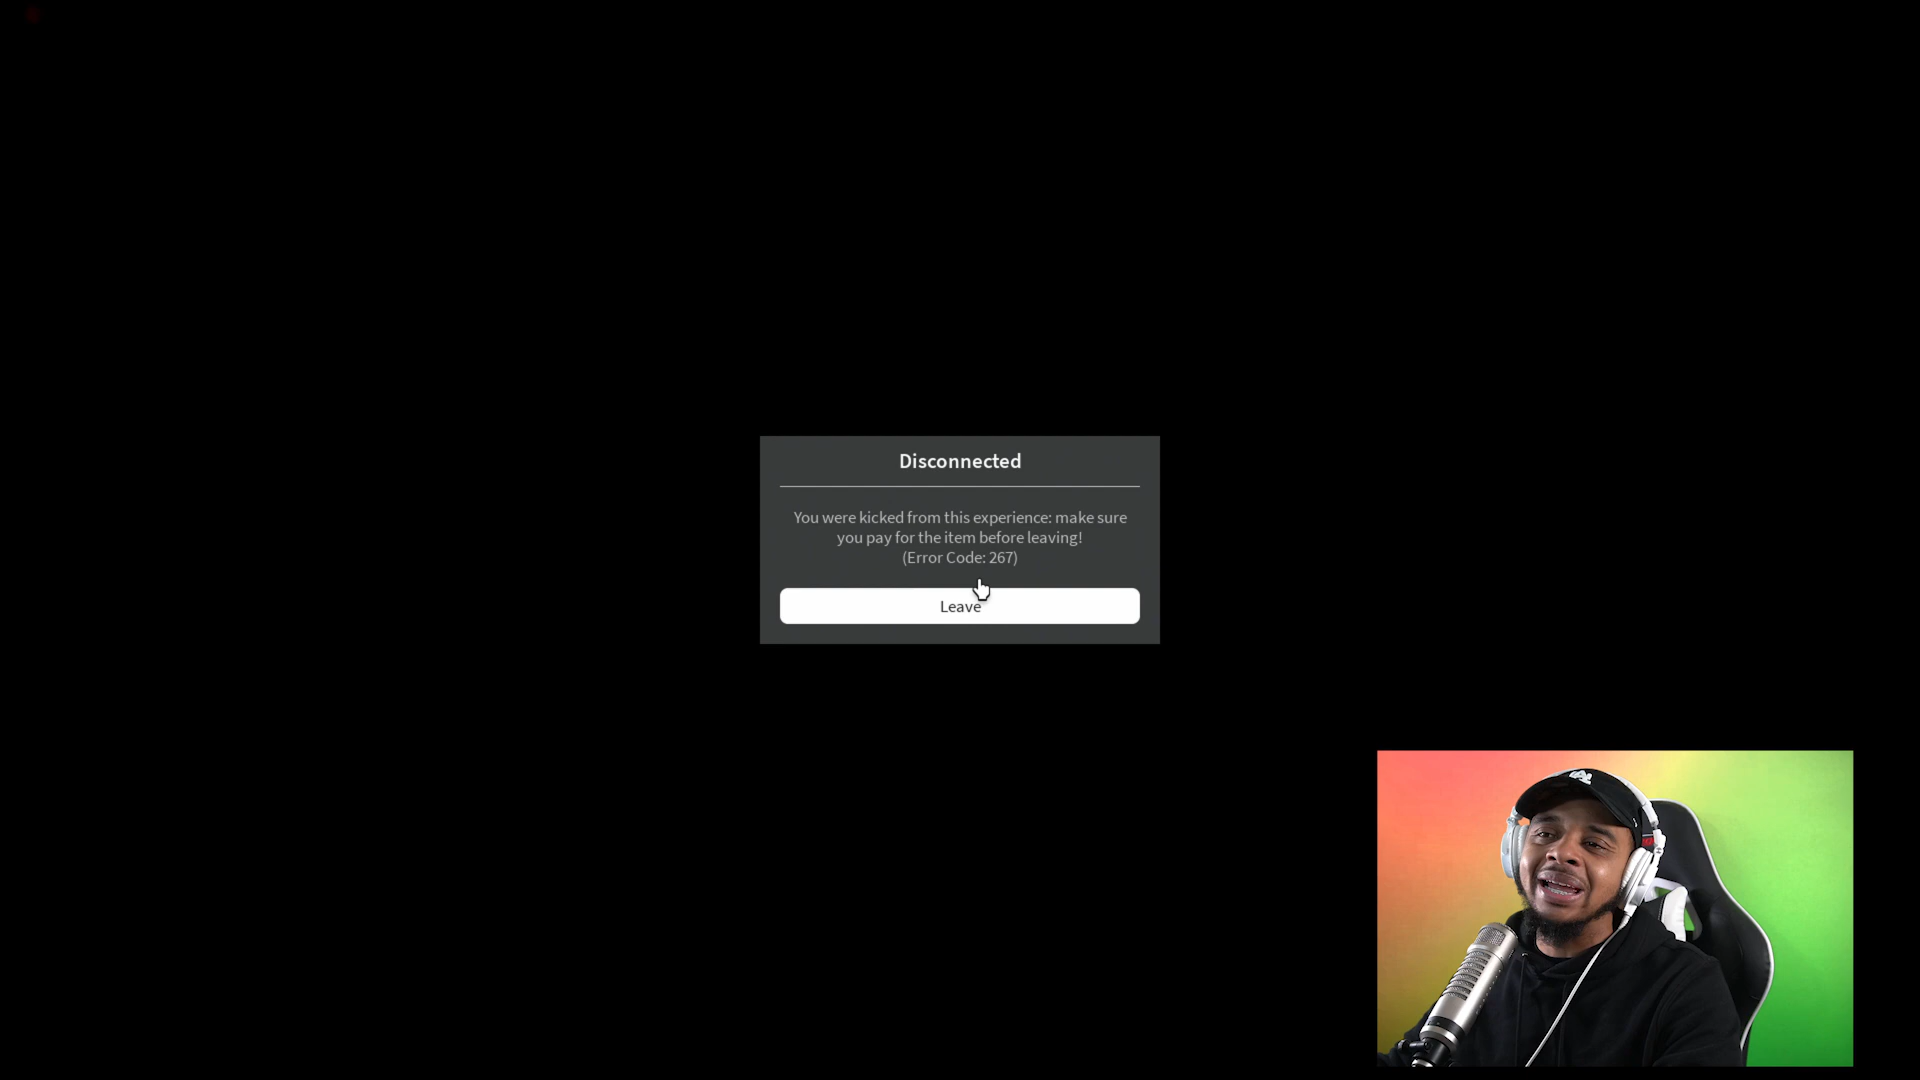 Disconnected
You were kicked from this experience: make sure
you pay for the item before leaving!
(Error Code: 267)
Leave